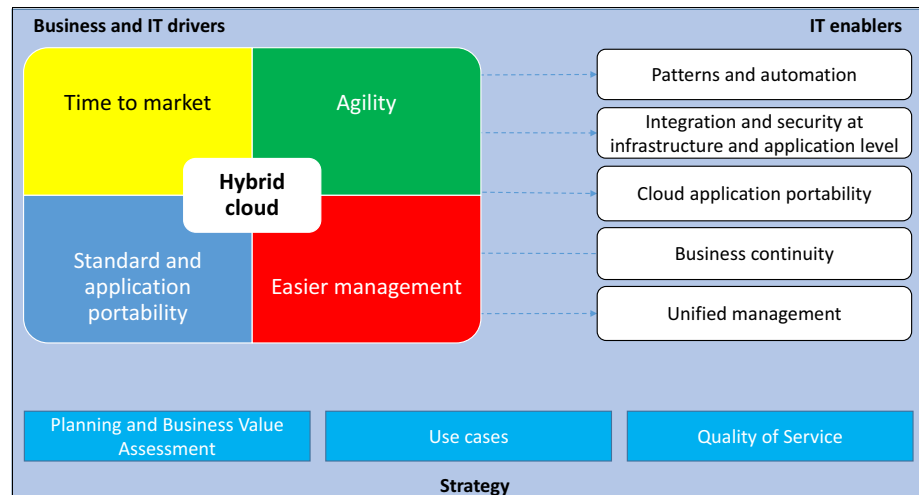 Business and IT drivers
IT enablers
Time to market
Agility
Hybrid
cloud
Standard and
application
portability
Easier management
Patterns and automation
Integration and security at
infrastructure and application level
Cloud application portability
Business continuity
Unified management
Planning and Business Value
Assessment
Use cases
Quality of Service
Strategy